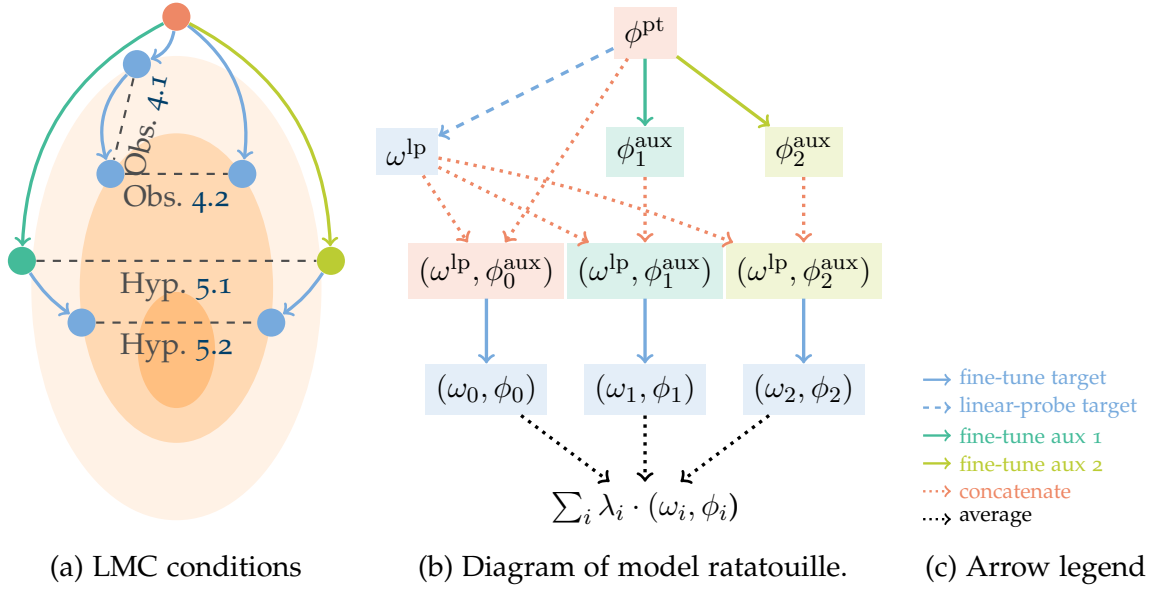 Obs. 4.1
Obs. 4.2
Hyp. 5.1
Hyp. 5.2
(a) LMC conditions
ϕ^pt
ω^lp
ϕ_1^aux
ϕ_2^aux
(ω^lp, ϕ_0^aux)
(ω^lp, ϕ_1^aux)
(ω^lp, ϕ_2^aux)
(ω_0, ϕ_0)
(ω_1, ϕ_1)
(ω_2, ϕ_2)
∑_i λ_i · (ω_i, ϕ_i)
(b) Diagram of model ratatouille.
fine-tune target
linear-probe target
fine-tune aux 1
fine-tune aux 2
concatenate
average
(c) Arrow legend